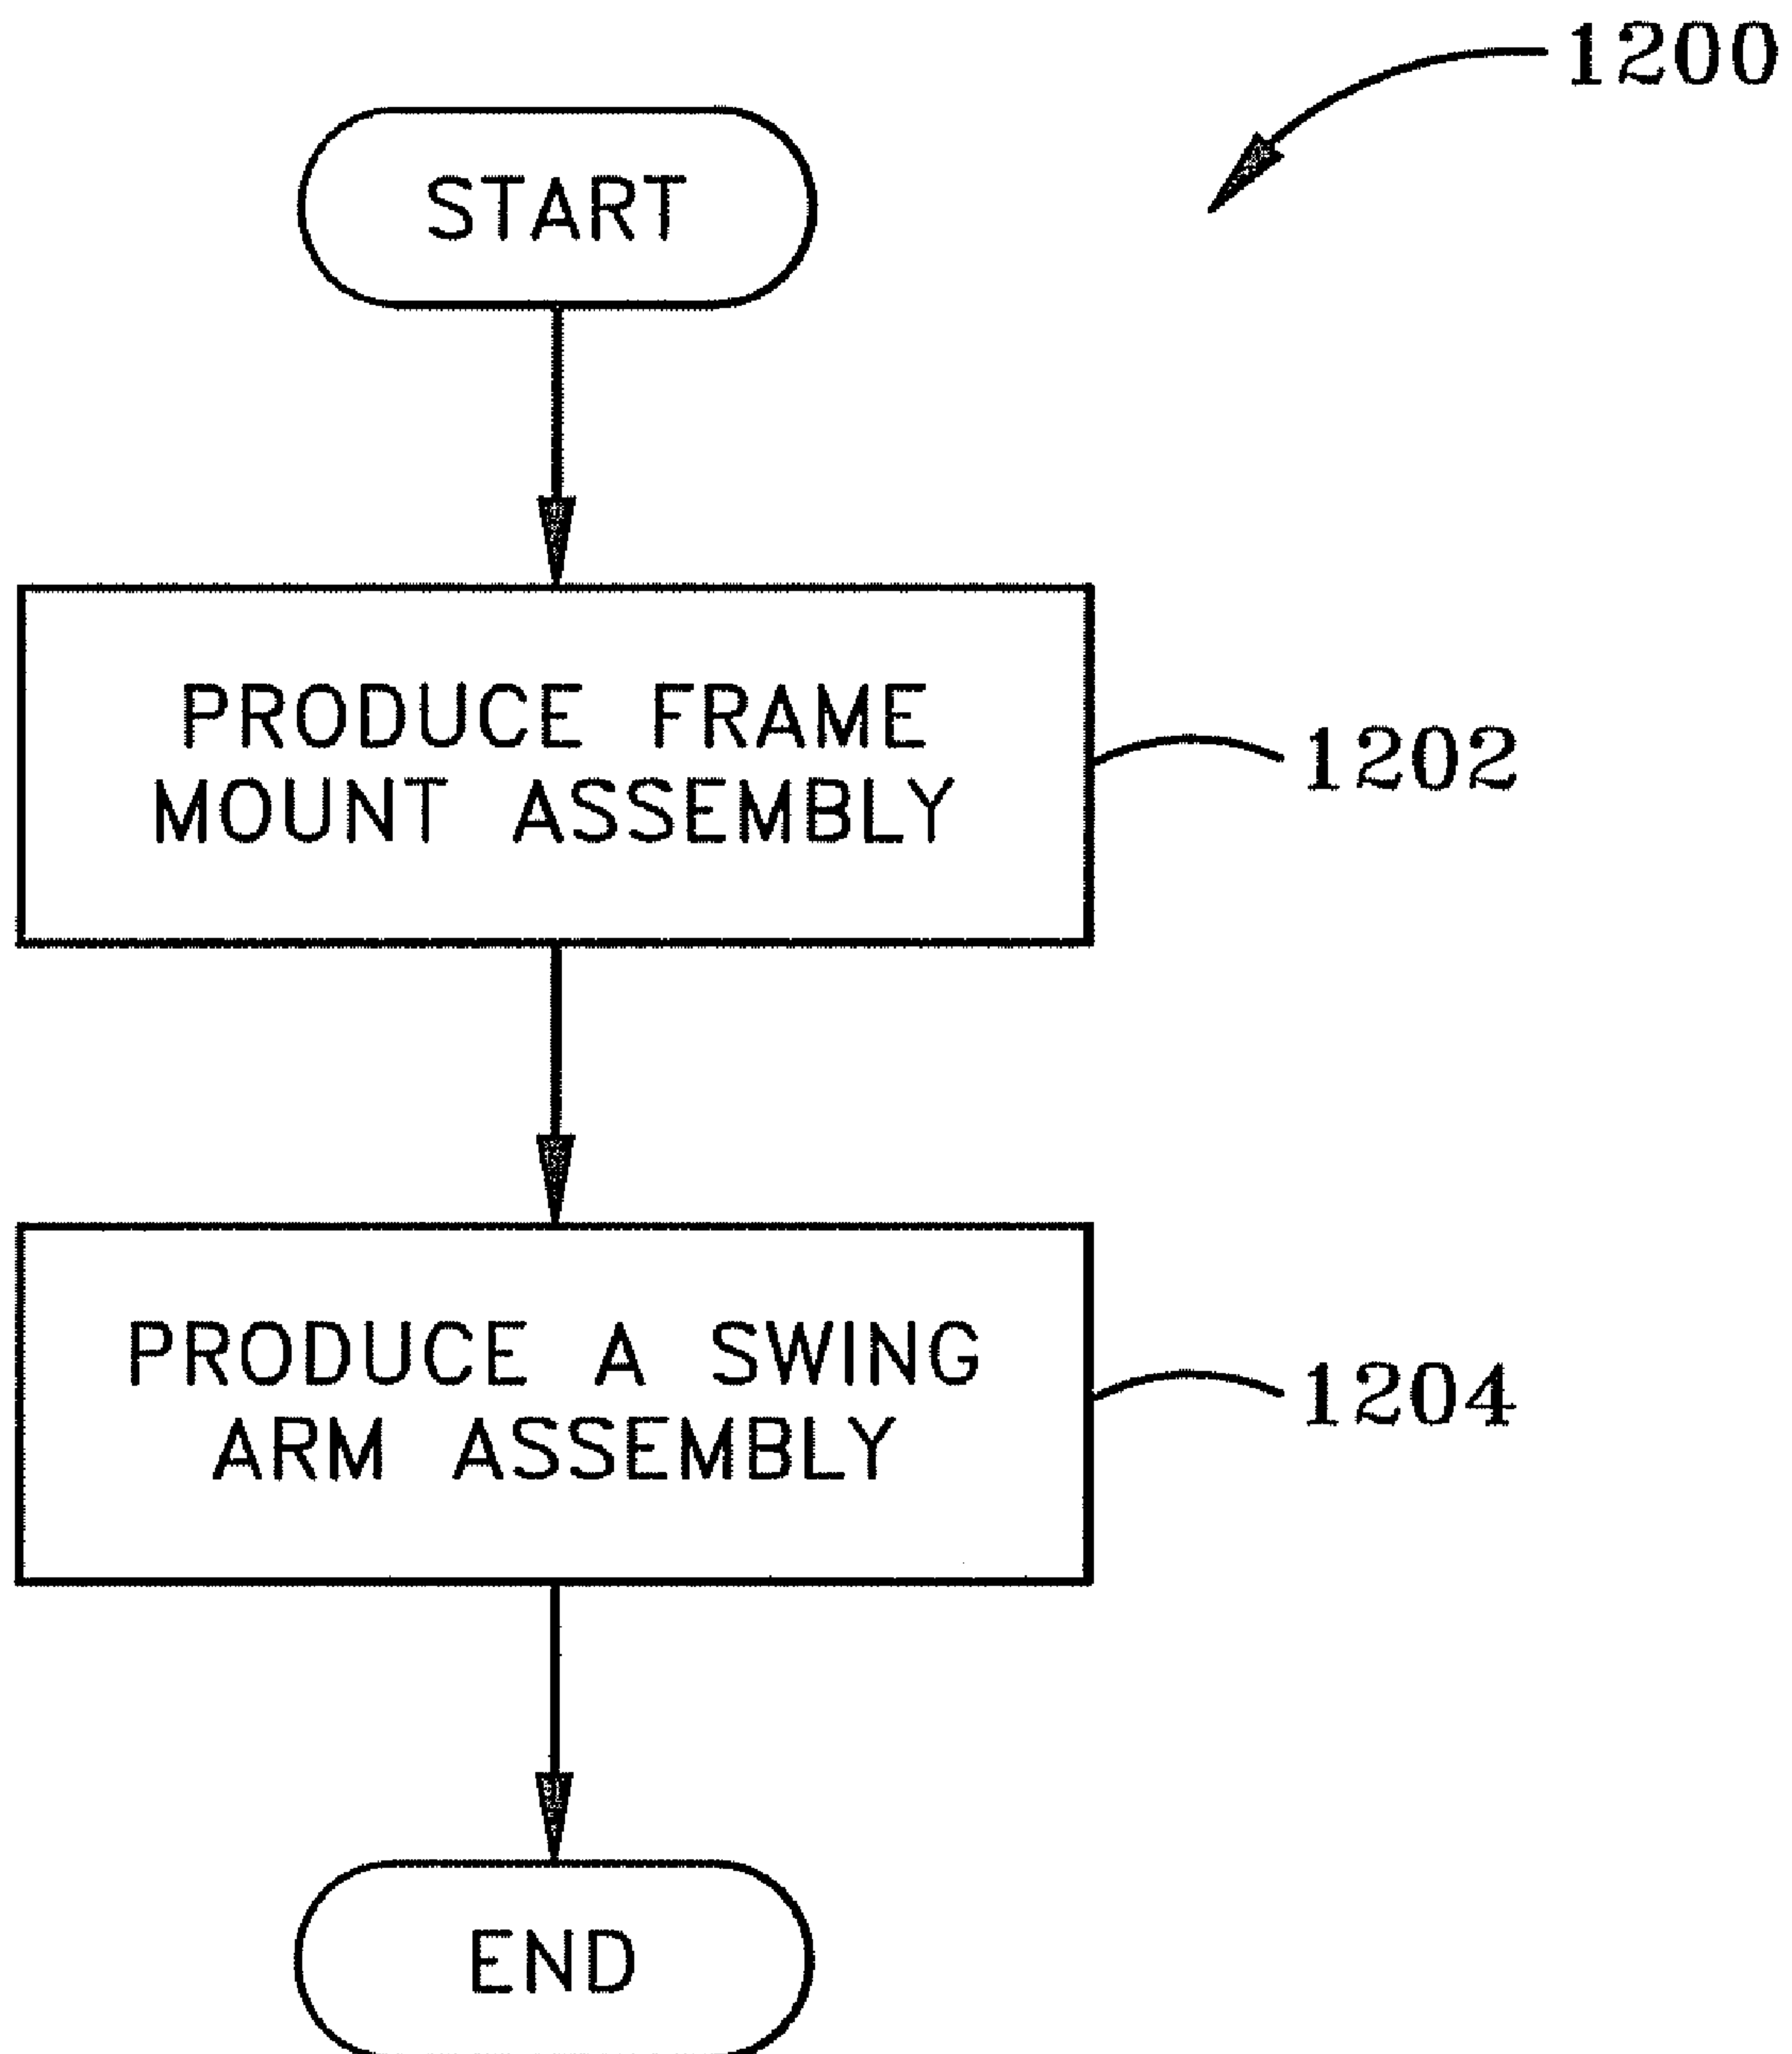 1200
START
PRODUCE FRAME
MOUNT ASSEMBLY
1202
PRODUCE A SWING
ARM ASSEMBLY
1204
END